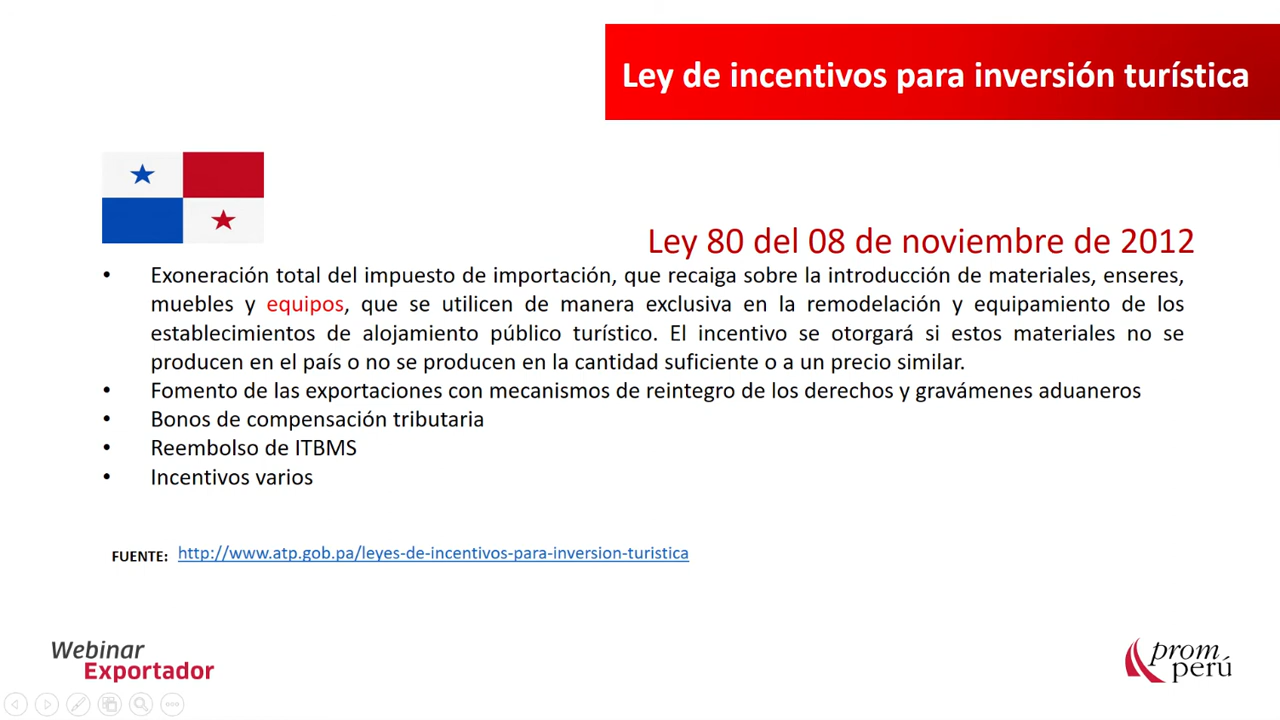 Ley de incentivos para inversión turística
Ley 80 del 08 de noviembre de 2012
• Exoneración total del impuesto de importación, que recaiga sobre la introducción de materiales, enseres,
muebles y equipos, que se utilicen de manera exclusiva en la remodelación y equipamiento de los
establecimientos de alojamiento público turístico. El incentivo se otorgará si estos materiales no se
producen en el país o no se producen en la cantidad suficiente o a un precio similar.
• Fomento de las exportaciones con mecanismos de reintegro de los derechos y gravámenes aduaneros
• Bonos de compensación tributaria
• Reembolso de ITBMS
• Incentivos varios
FUENTE: http://www.atp.gob.pa/leyes-de-incentivos-para-inversion-turistica
Webinar
Exportador
prom
perú